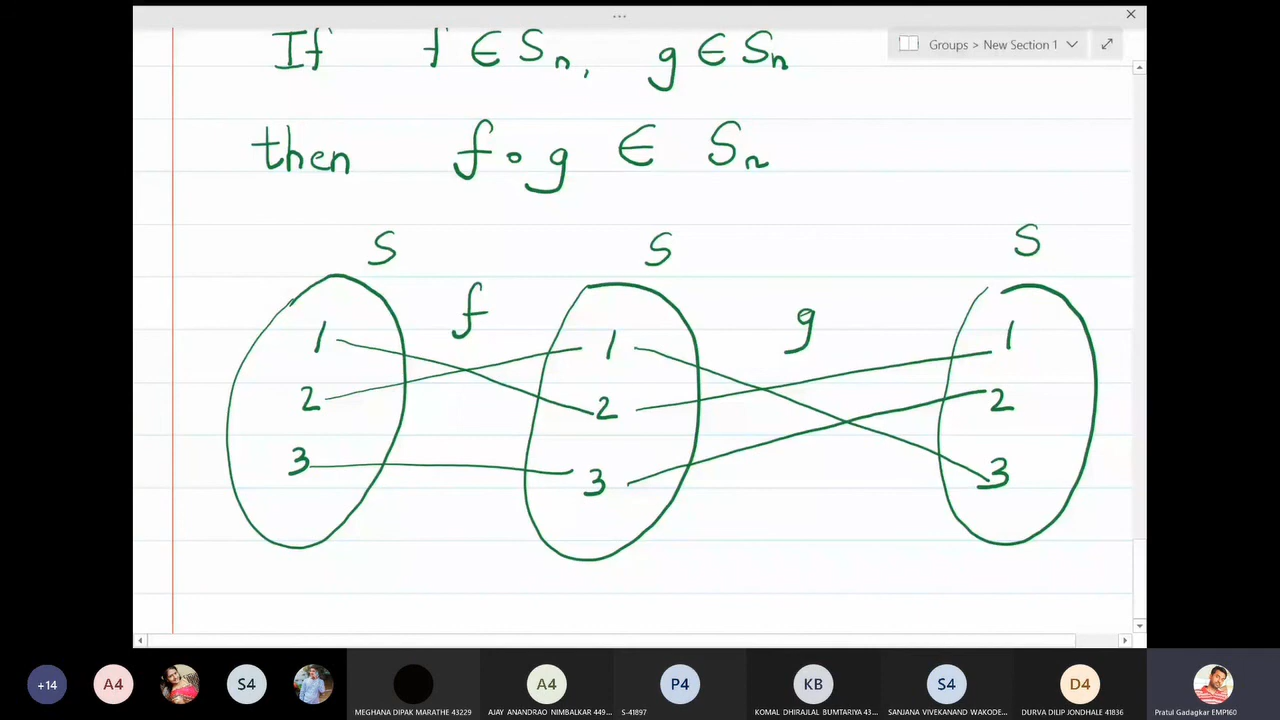 Groups > New Section 1
If f ∈ Sn, g ∈ Sn
then f∘g ∈ Sn
S S S
f g
1 1 1
2 2 2
3 3 3
+14 A4 S4 A4 P4 KB S4 D4
MEGHANA DIPAK MARATHE 43229 AJAY ANANDRAO NIMBALKAR 449... S-41897 KOMAL DHIRAJLAL BUMTARIYA 43... SANJANA VIVEKANAND WAKODE... DURVA DILIP JONDHALE 41836 Pratul Gadagkar EMP160